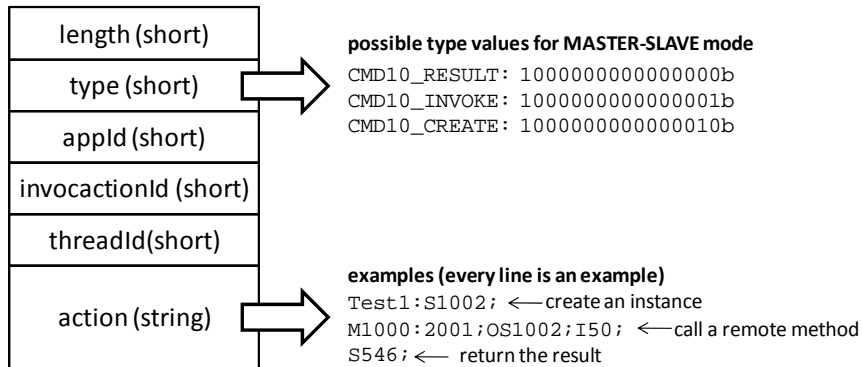 length (short)
type (short)
appId (short)
invocactionId (short)
threadId(short)
action (string)
possible type values for MASTER-SLAVE mode
CMD10_RESULT: 1000000000000000b
CMD10_INVOKE: 1000000000000001b
CMD10_CREATE: 1000000000000010b
examples (every line is an example)
Test1:S1002; create an instance
M1000:2001;OS1002;I50; call a remote method
S546; return the result